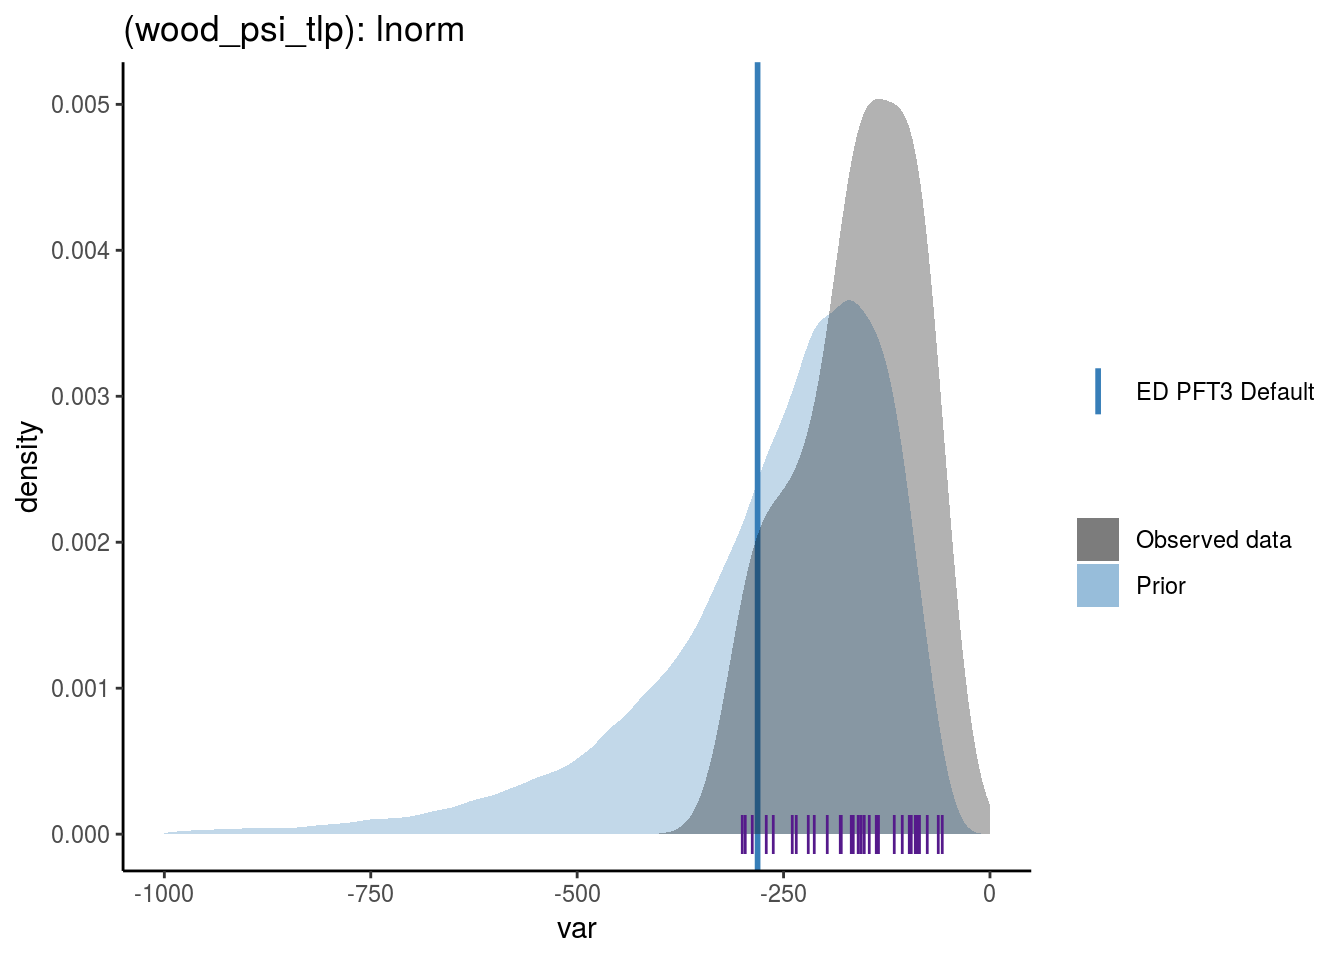 (wood_psi_tlp): lnorm
0.005
0.004
0.003
0.002
0.001
0.000
density
-1000
-750
-500
-250
0
var
ED PFT3 Default
Observed data
Prior